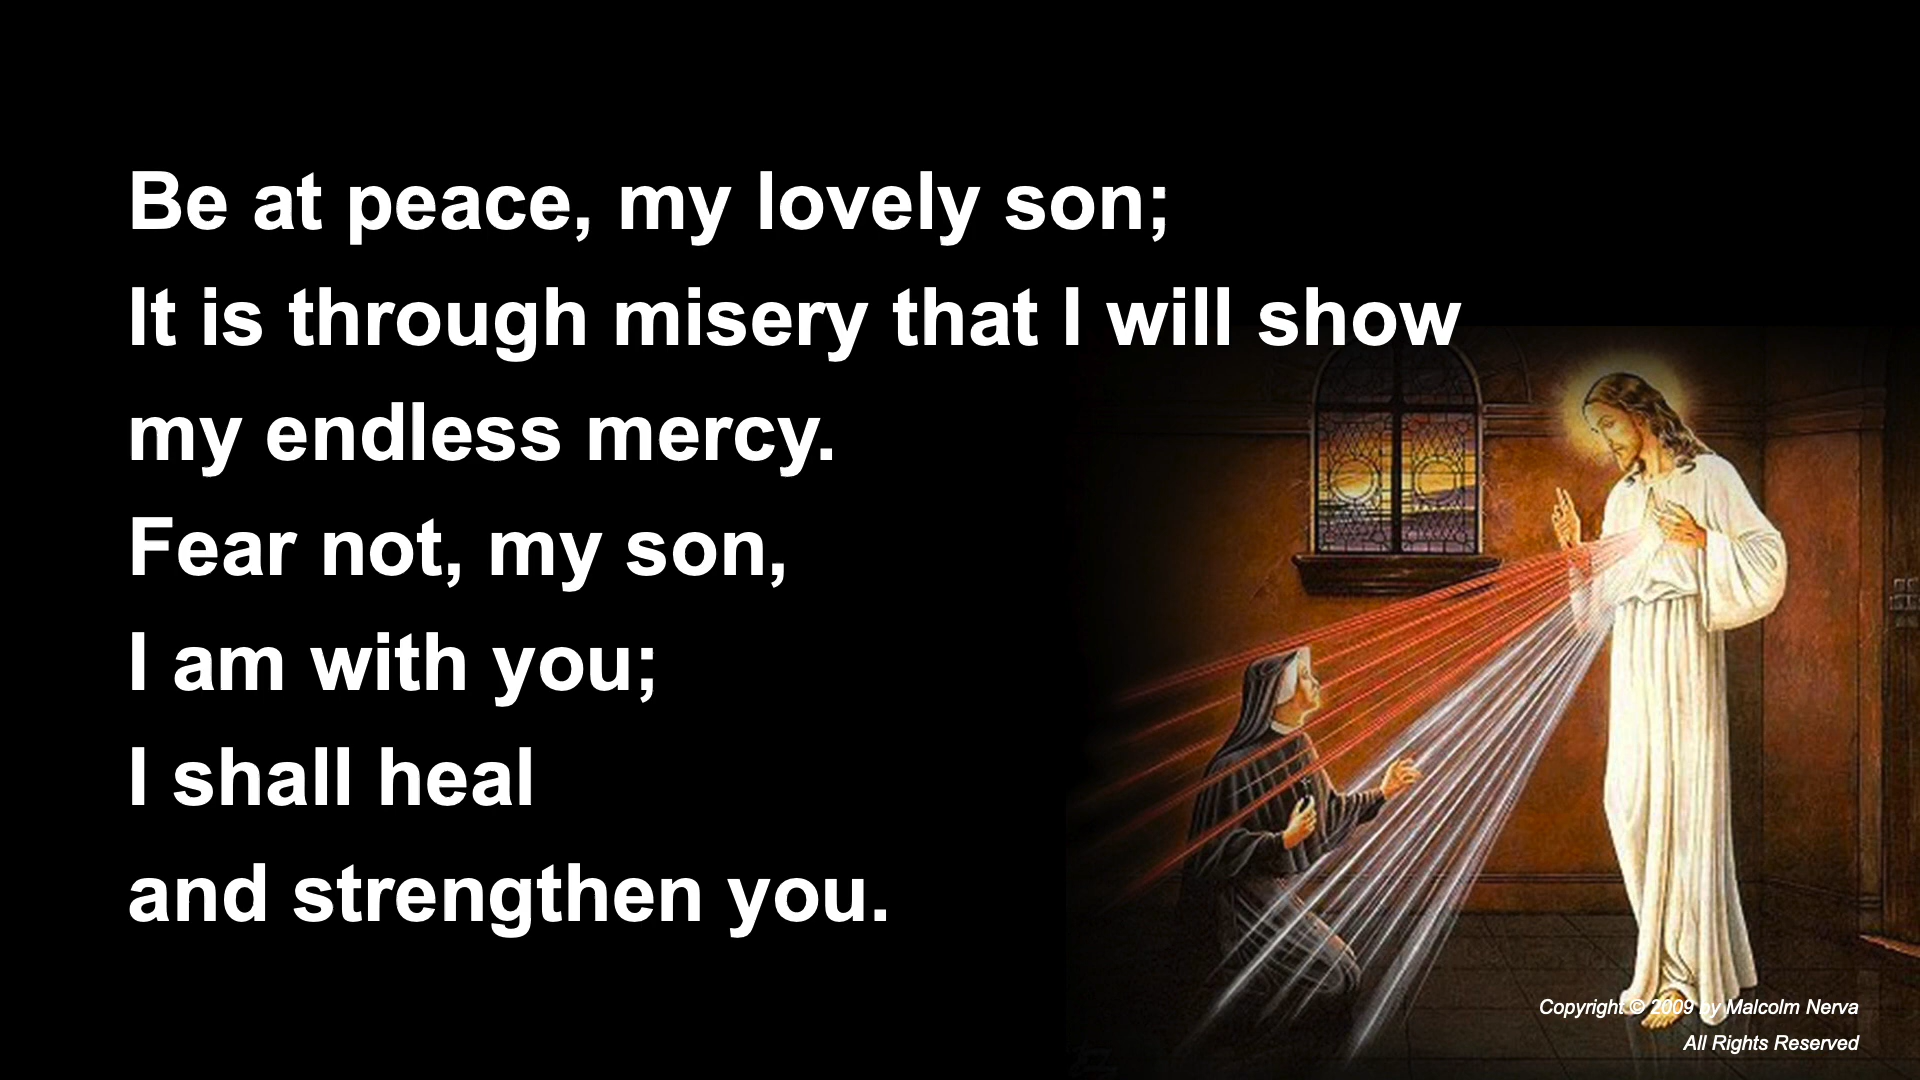 Be at peace, my lovely son;
It is through misery that I will show
my endless mercy.
Fear not, my son,
I am with you;
I shall heal
and strengthen you.
Copyright © 2009 by Malcolm Nerva
All Rights Reserved